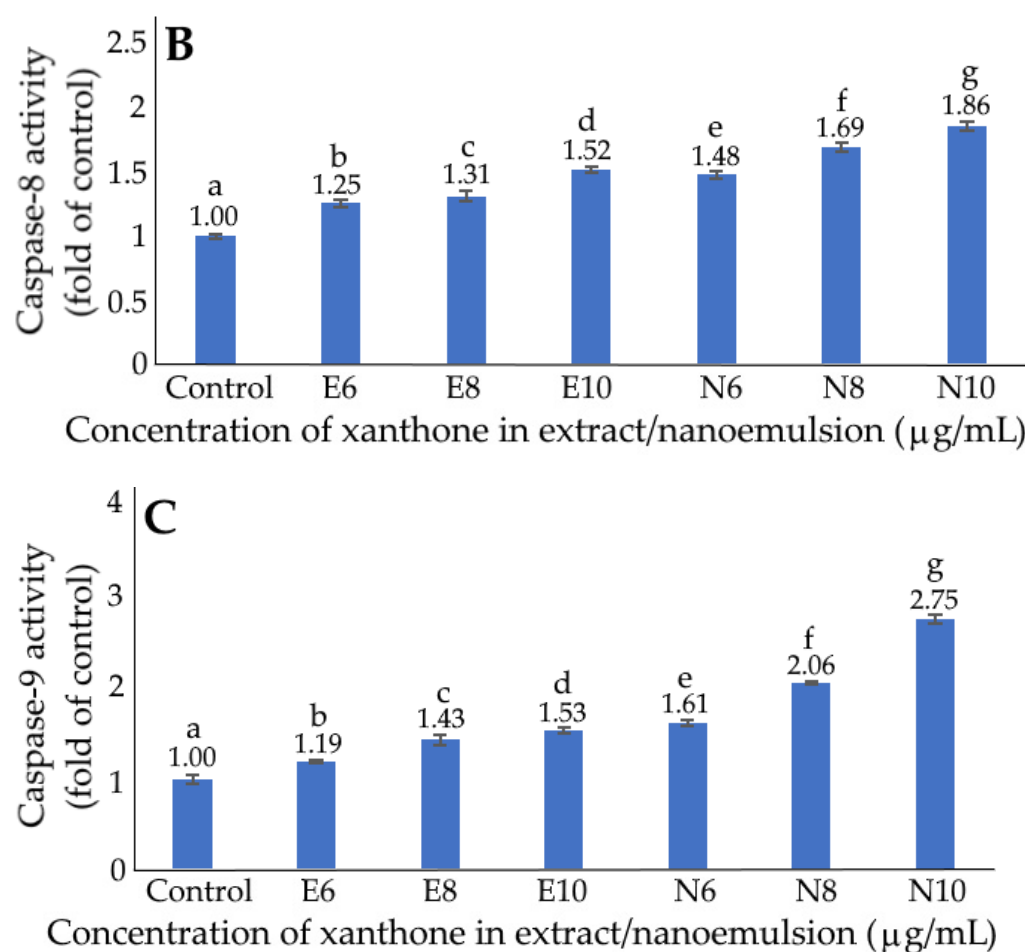 B
Caspase-8 activity
(fold of control)
2.5
2
1.5
1
0.5
0
a
1.00
b
1.25
c
1.31
d
1.52
e
1.48
f
1.69
g
1.86
Control E6 E8 E10 N6 N8 N10
Concentration of xanthone in extract/nanoemulsion (μg/mL)
C
Caspase-9 activity
(fold of control)
4
3
2
1
0
a
1.00
b
1.19
c
1.43
d
1.53
e
1.61
f
2.06
g
2.75
Control E6 E8 E10 N6 N8 N10
Concentration of xanthone in extract/nanoemulsion (μg/mL)